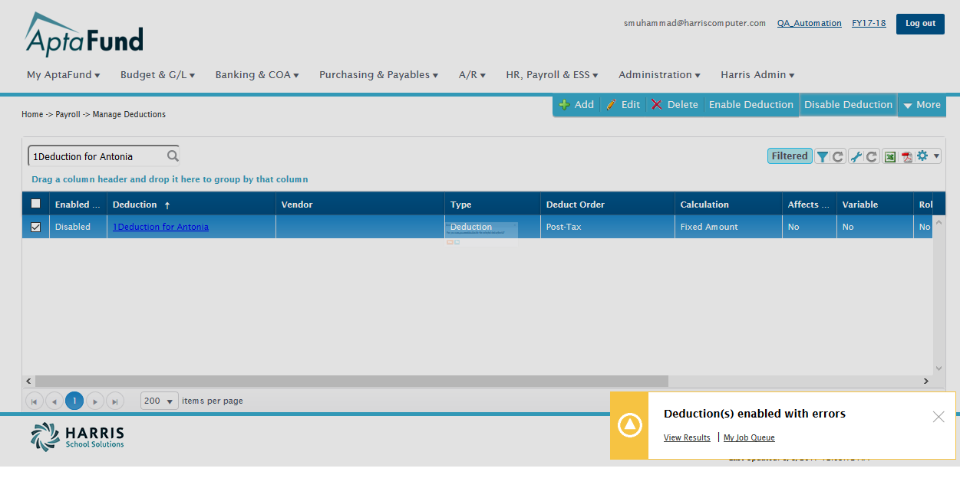 AptaFund
smuhammad@harriscomputer.com QA_Automation FY17-18 Log out
My AptaFund Budget & G/L Banking & COA Purchasing & Payables A/R HR, Payroll & ESS Administration Harris Admin
Add Edit Delete Enable Deduction Disable Deduction More
Home -> Payroll -> Manage Deductions
1Deduction for Antonia Filtered
Drag a column header and drop it here to group by that column
Enabled ... Deduction ↑ Vendor Type Deduct Order Calculation Affects ... Variable Rol
Disabled 1Deduction for Antonia Deduction Post-Tax Fixed Amount No No No
1 200 items per page
Deduction(s) enabled with errors
View Results | My Job Queue
HARRIS
School Solutions